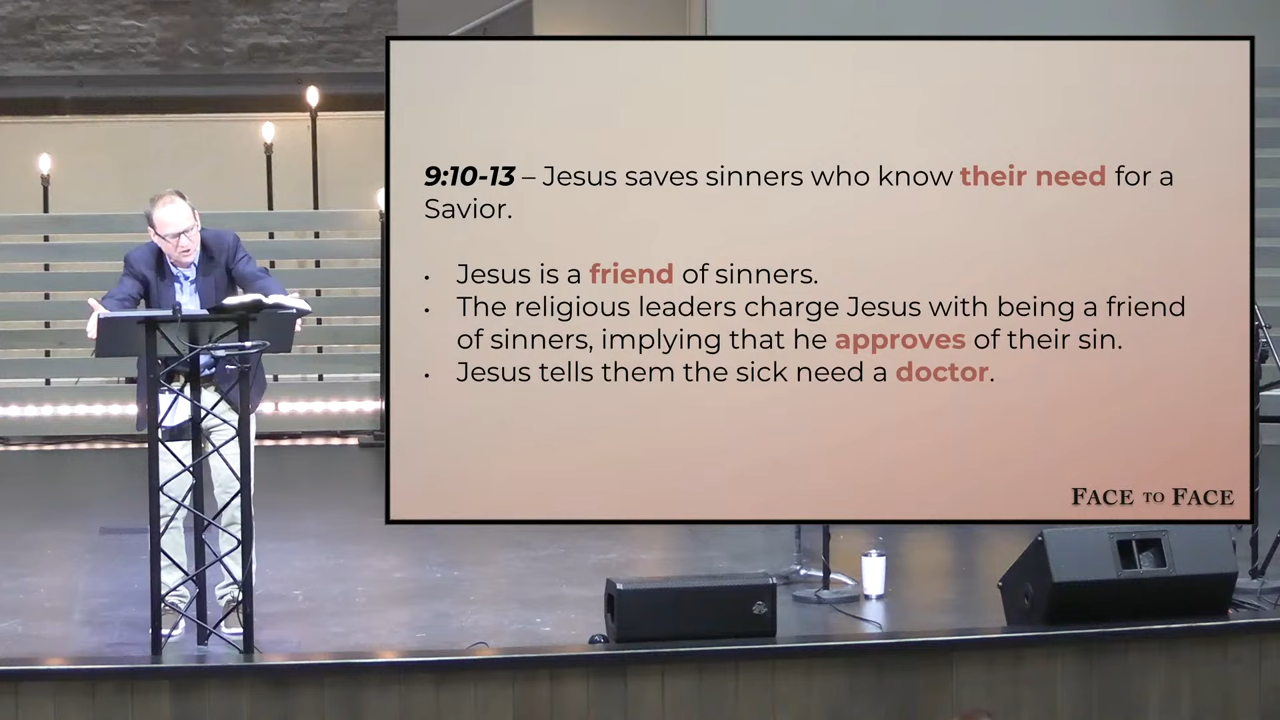 9:10-13 – Jesus saves sinners who know their need for a
Savior.
• Jesus is a friend of sinners.
• The religious leaders charge Jesus with being a friend
of sinners, implying that he approves of their sin.
• Jesus tells them the sick need a doctor.
FACE TO FACE